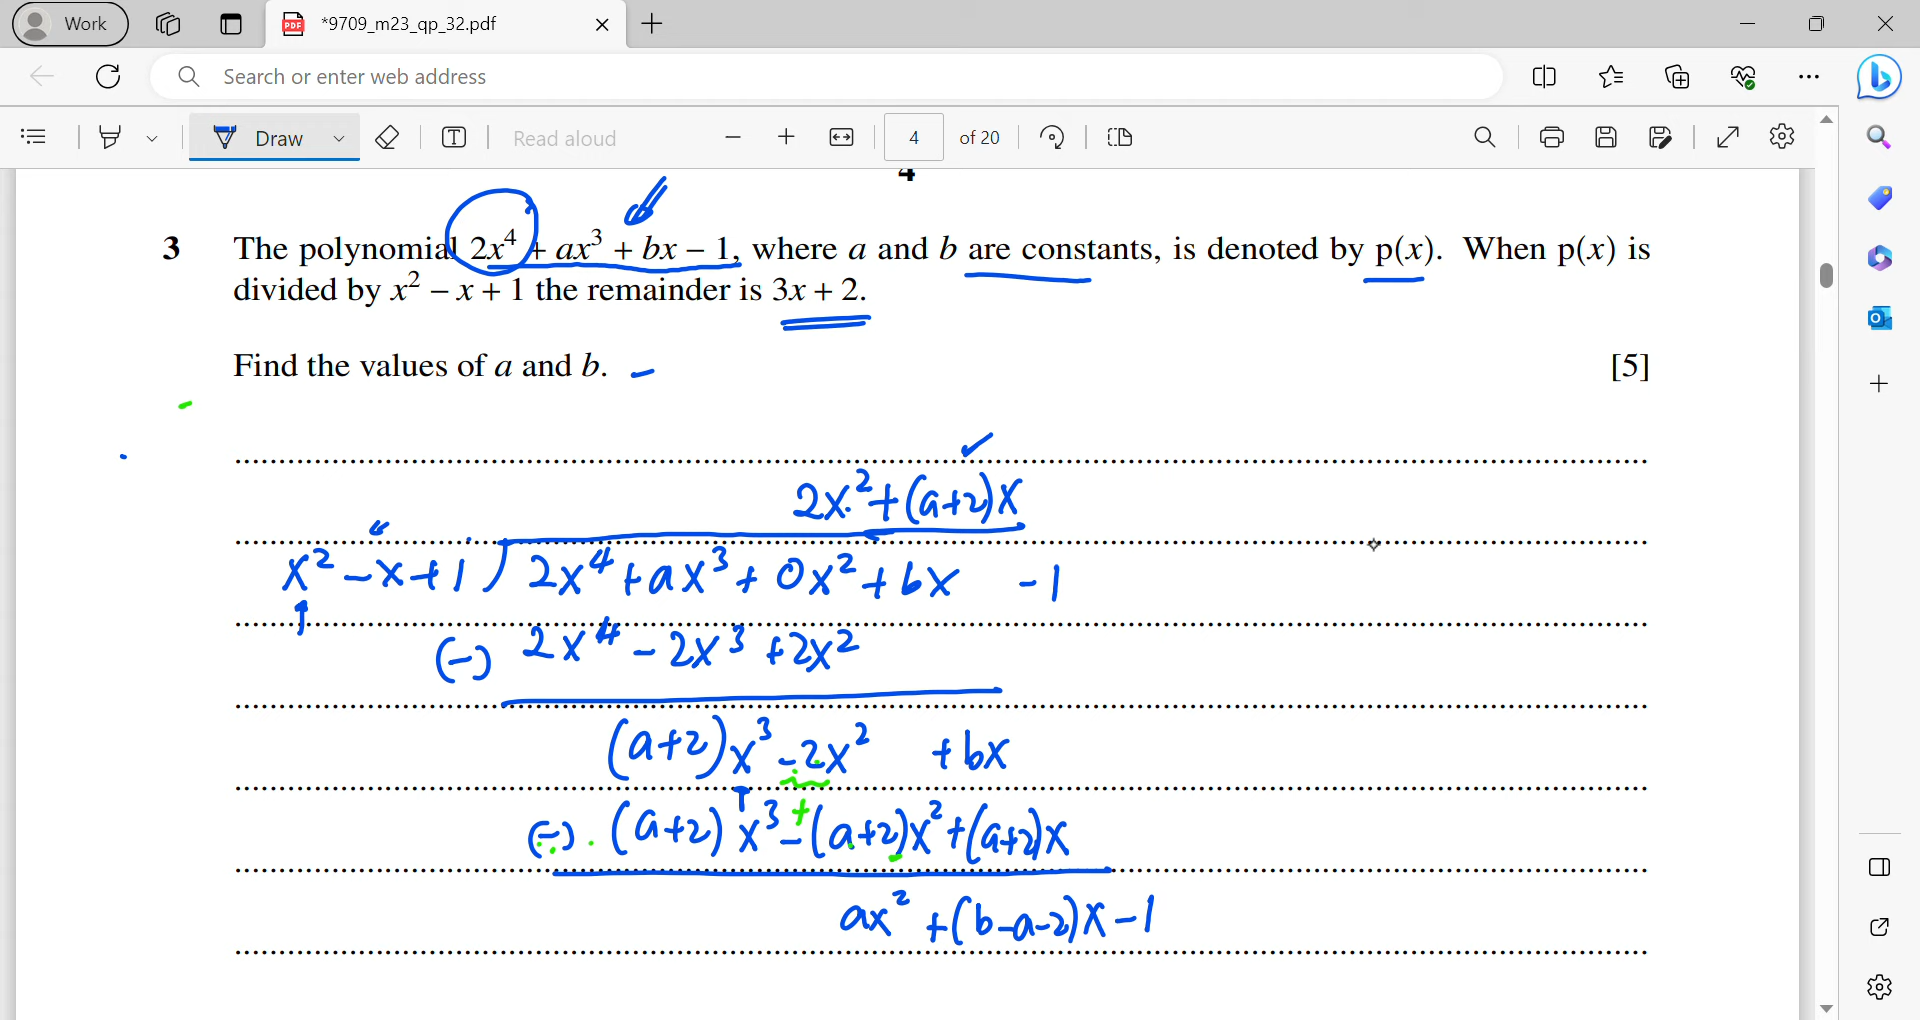 Work
*9709_m23_qp_32.pdf
Search or enter web address
Draw
Read aloud
4
of 20
4
3 The polynomial 2x⁴ + ax³ + bx − 1, where a and b are constants, is denoted by p(x). When p(x) is
divided by x² − x + 1 the remainder is 3x + 2.
Find the values of a and b.
[5]
2x² + (a+2)x
x² − x + 1 ) 2x⁴ + ax³ + 0x² + bx − 1
(−) 2x⁴ − 2x³ + 2x²
(a+2)x³ − 2x² + bx
+
(−) (a+2)x³ − (a+2)x² + (a+2)x
ax² + (b−a−2)x − 1